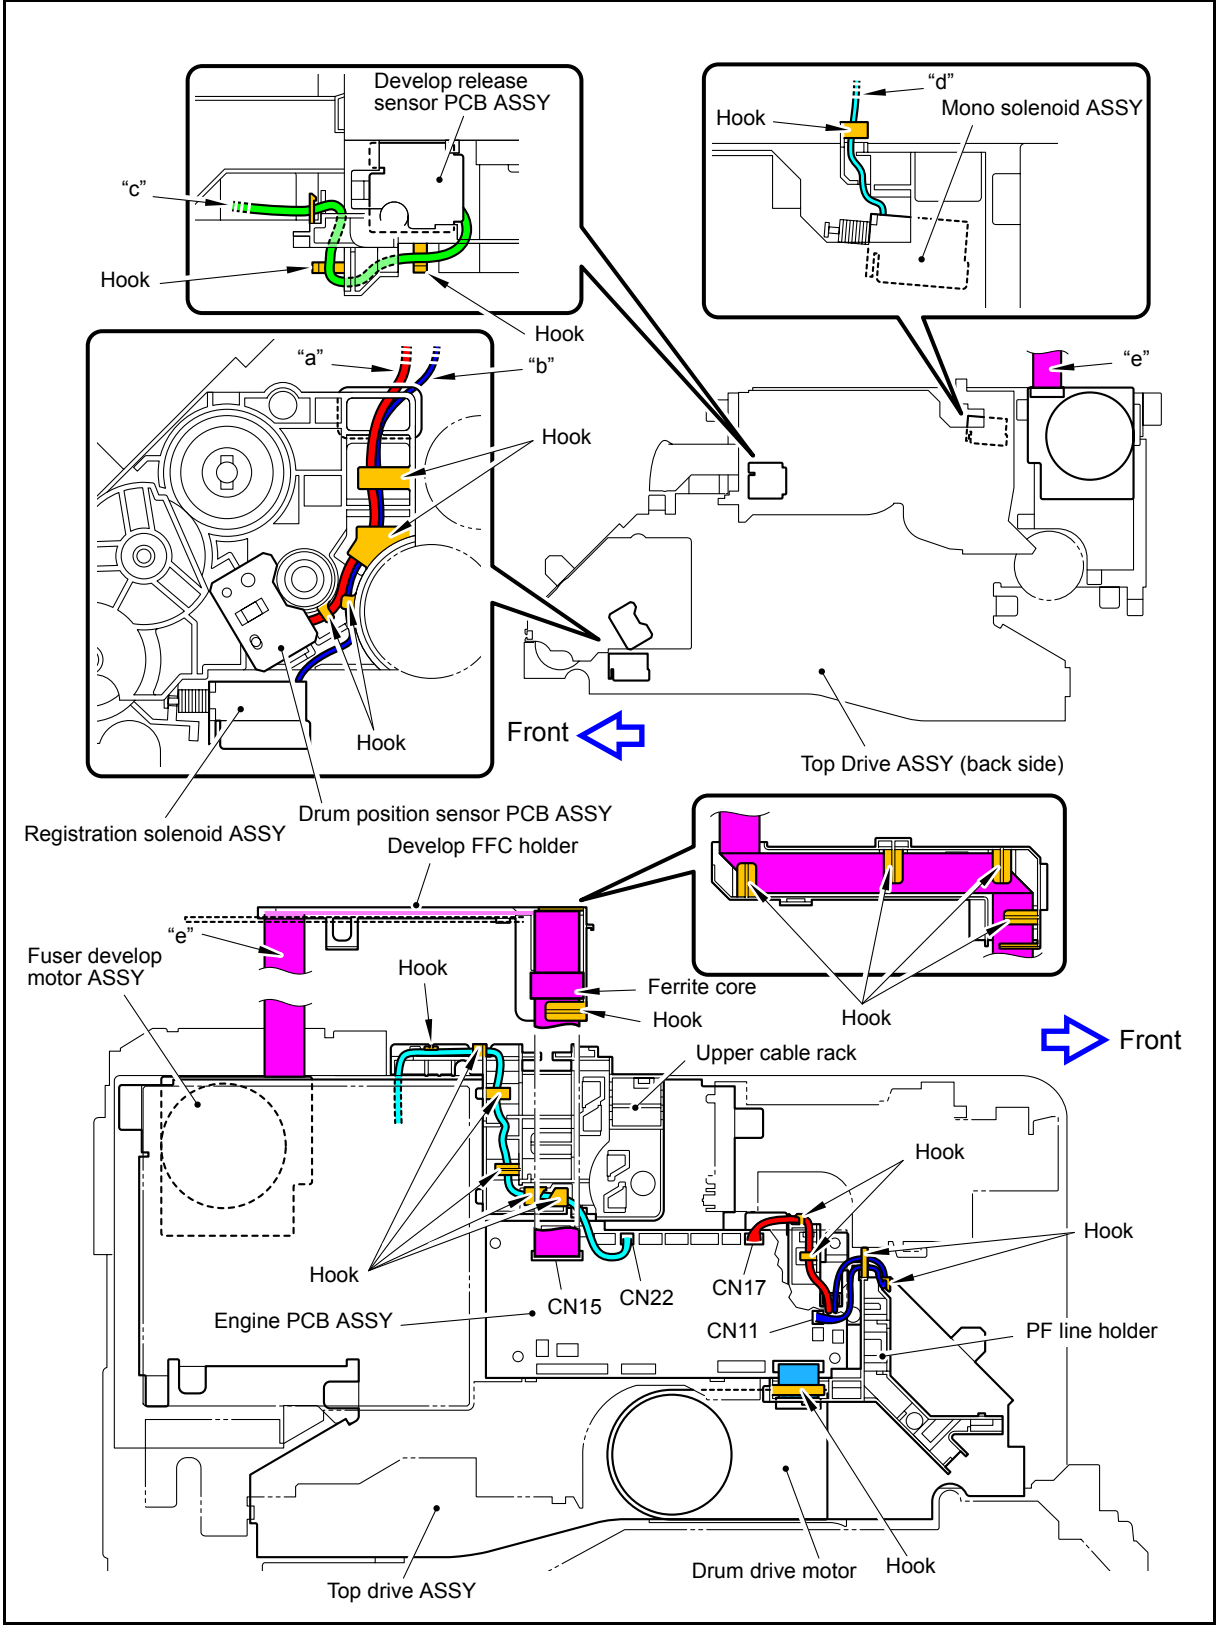 Develop release
sensor PCB ASSY
“c”
Hook
Hook
“d”
Hook
Mono solenoid ASSY
“a”
“b”
Hook
“e”
Hook
Front
Top Drive ASSY (back side)
Drum position sensor PCB ASSY
Registration solenoid ASSY
Develop FFC holder
“e”
Fuser develop
motor ASSY
Hook
Ferrite core
Hook
Hook
Upper cable rack
Front
Hook
Hook
Hook
CN15
CN22
CN17
CN11
Engine PCB ASSY
PF line holder
Top drive ASSY
Drum drive motor
Hook